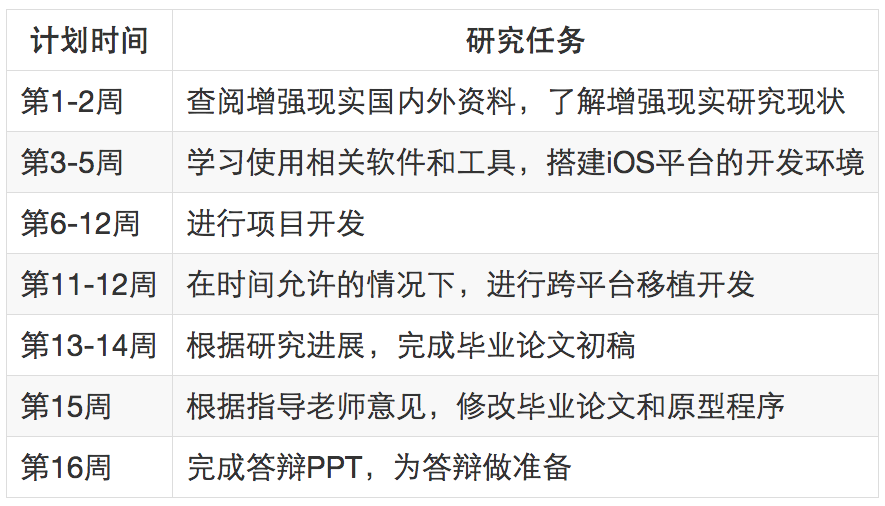 计划时间 研究任务
第1-2周 查阅增强现实国内外资料，了解增强现实研究现状
第3-5周 学习使用相关软件和工具，搭建iOS平台的开发环境
第6-12周 进行项目开发
第11-12周 在时间允许的情况下，进行跨平台移植开发
第13-14周 根据研究进展，完成毕业论文初稿
第15周 根据指导老师意见，修改毕业论文和原型程序
第16周 完成答辩PPT，为答辩做准备